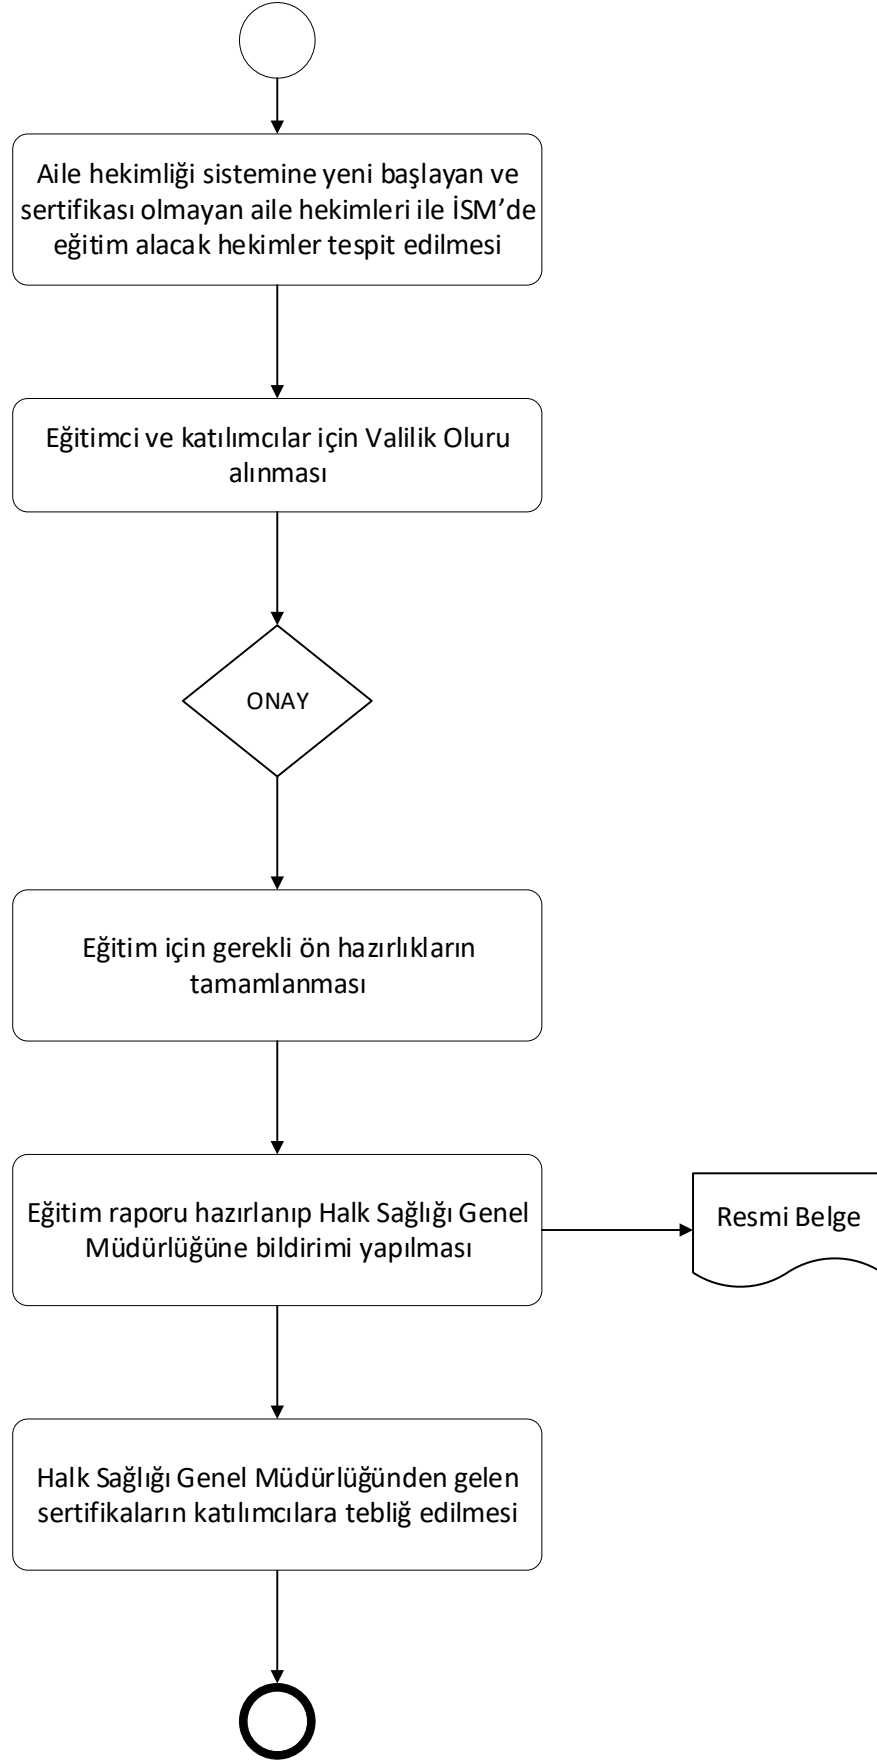 Aile hekimliği sistemine yeni başlayan ve
sertifikası olmayan aile hekimleri ile İSM’de
eğitim alacak hekimler tespit edilmesi
Eğitimci ve katılımcılar için Valilik Oluru
alınması
ONAY
Eğitim için gerekli ön hazırlıkların
tamamlanması
Eğitim raporu hazırlanıp Halk Sağlığı Genel
Müdürlüğüne bildirimi yapılması
Resmi Belge
Halk Sağlığı Genel Müdürlüğünden gelen
sertifikaların katılımcılara tebliğ edilmesi